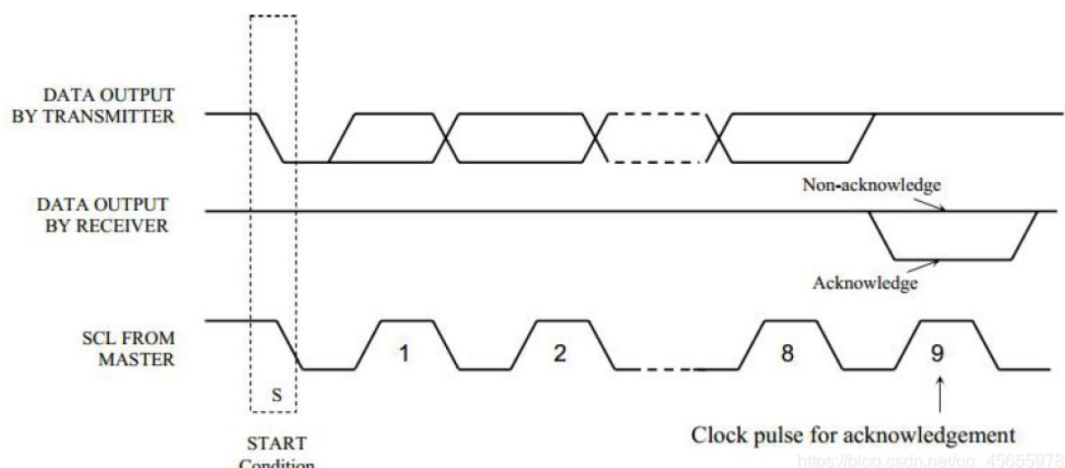 DATA OUTPUT
BY TRANSMITTER
Non-acknowledge
DATA OUTPUT
BY RECEIVER
Acknowledge
SCL FROM
MASTER
1
2
8
9
S
START
Condition
Clock pulse for acknowledgement
https://blog.csdn.net/qq_45655978